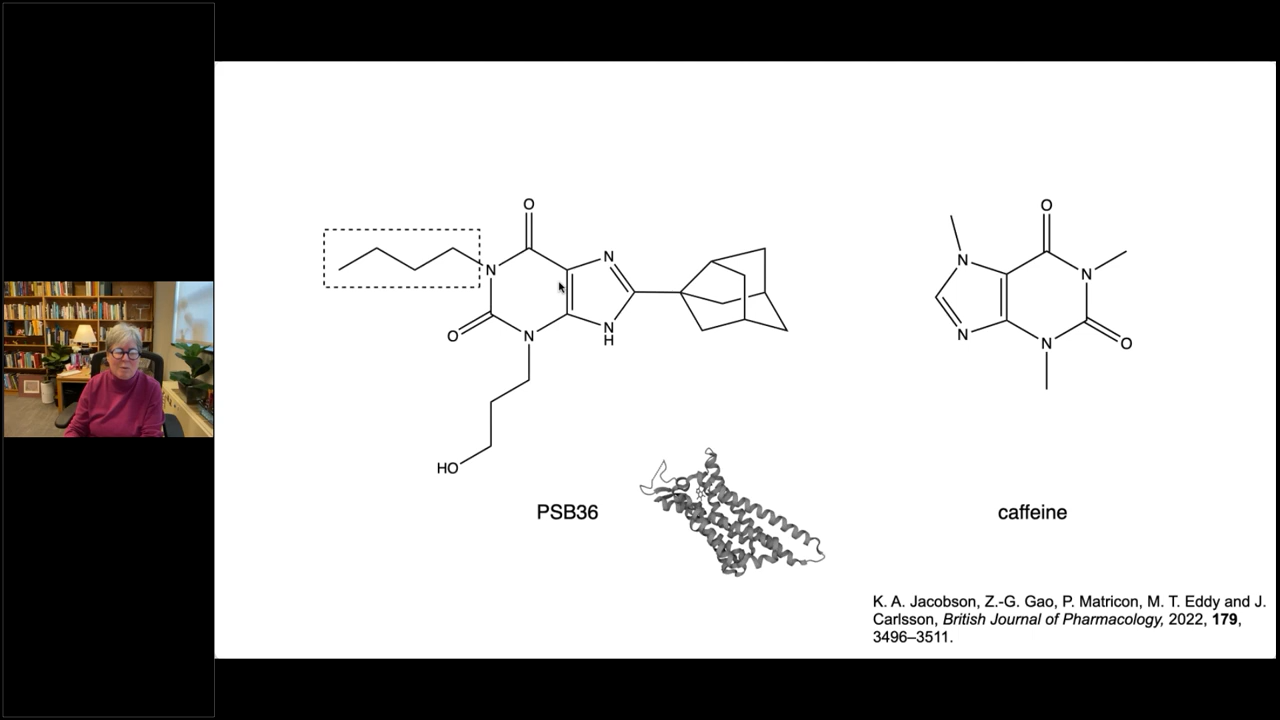 O
N
N
O
N
N
H
HO
O
N
N
N
O
N
PSB36
caffeine
K. A. Jacobson, Z.-G. Gao, P. Matricon, M. T. Eddy and J.
Carlsson, British Journal of Pharmacology, 2022, 179,
3496–3511.